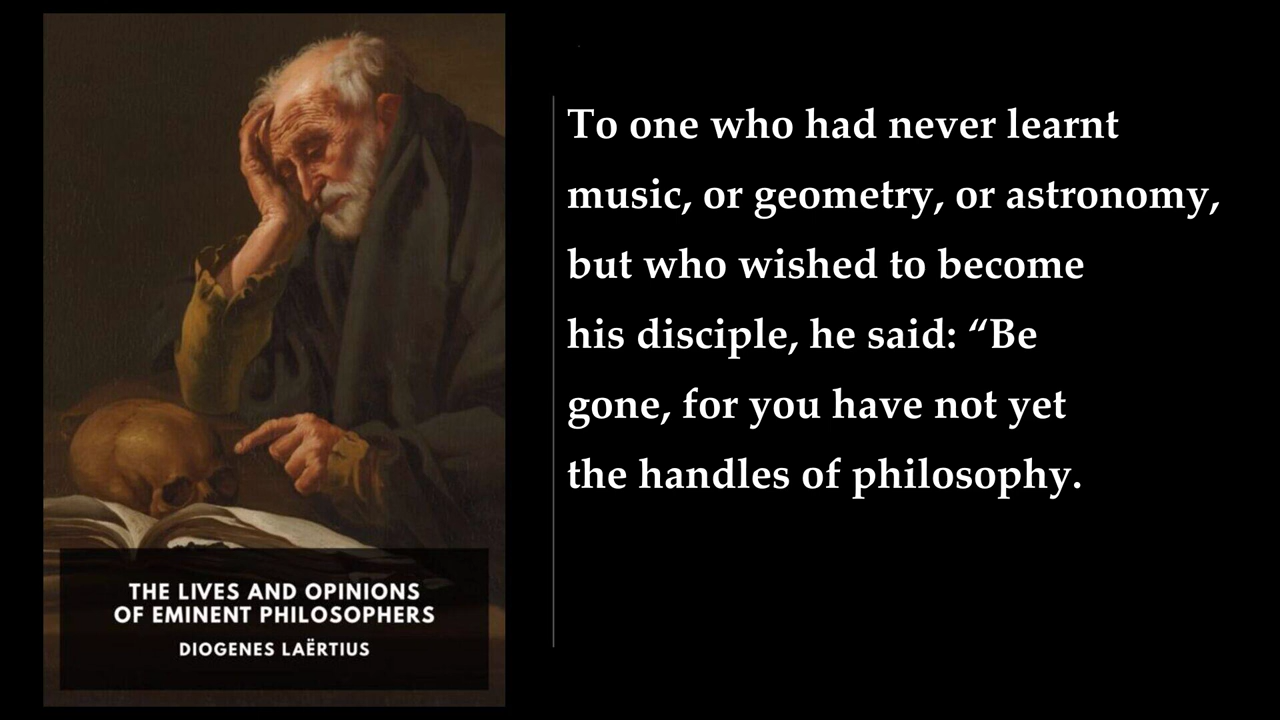 To one who had never learnt
music, or geometry, or astronomy,
but who wished to become
his disciple, he said: “Be
gone, for you have not yet
the handles of philosophy.
THE LIVES AND OPINIONS
OF EMINENT PHILOSOPHERS
DIOGENES LAËRTIUS